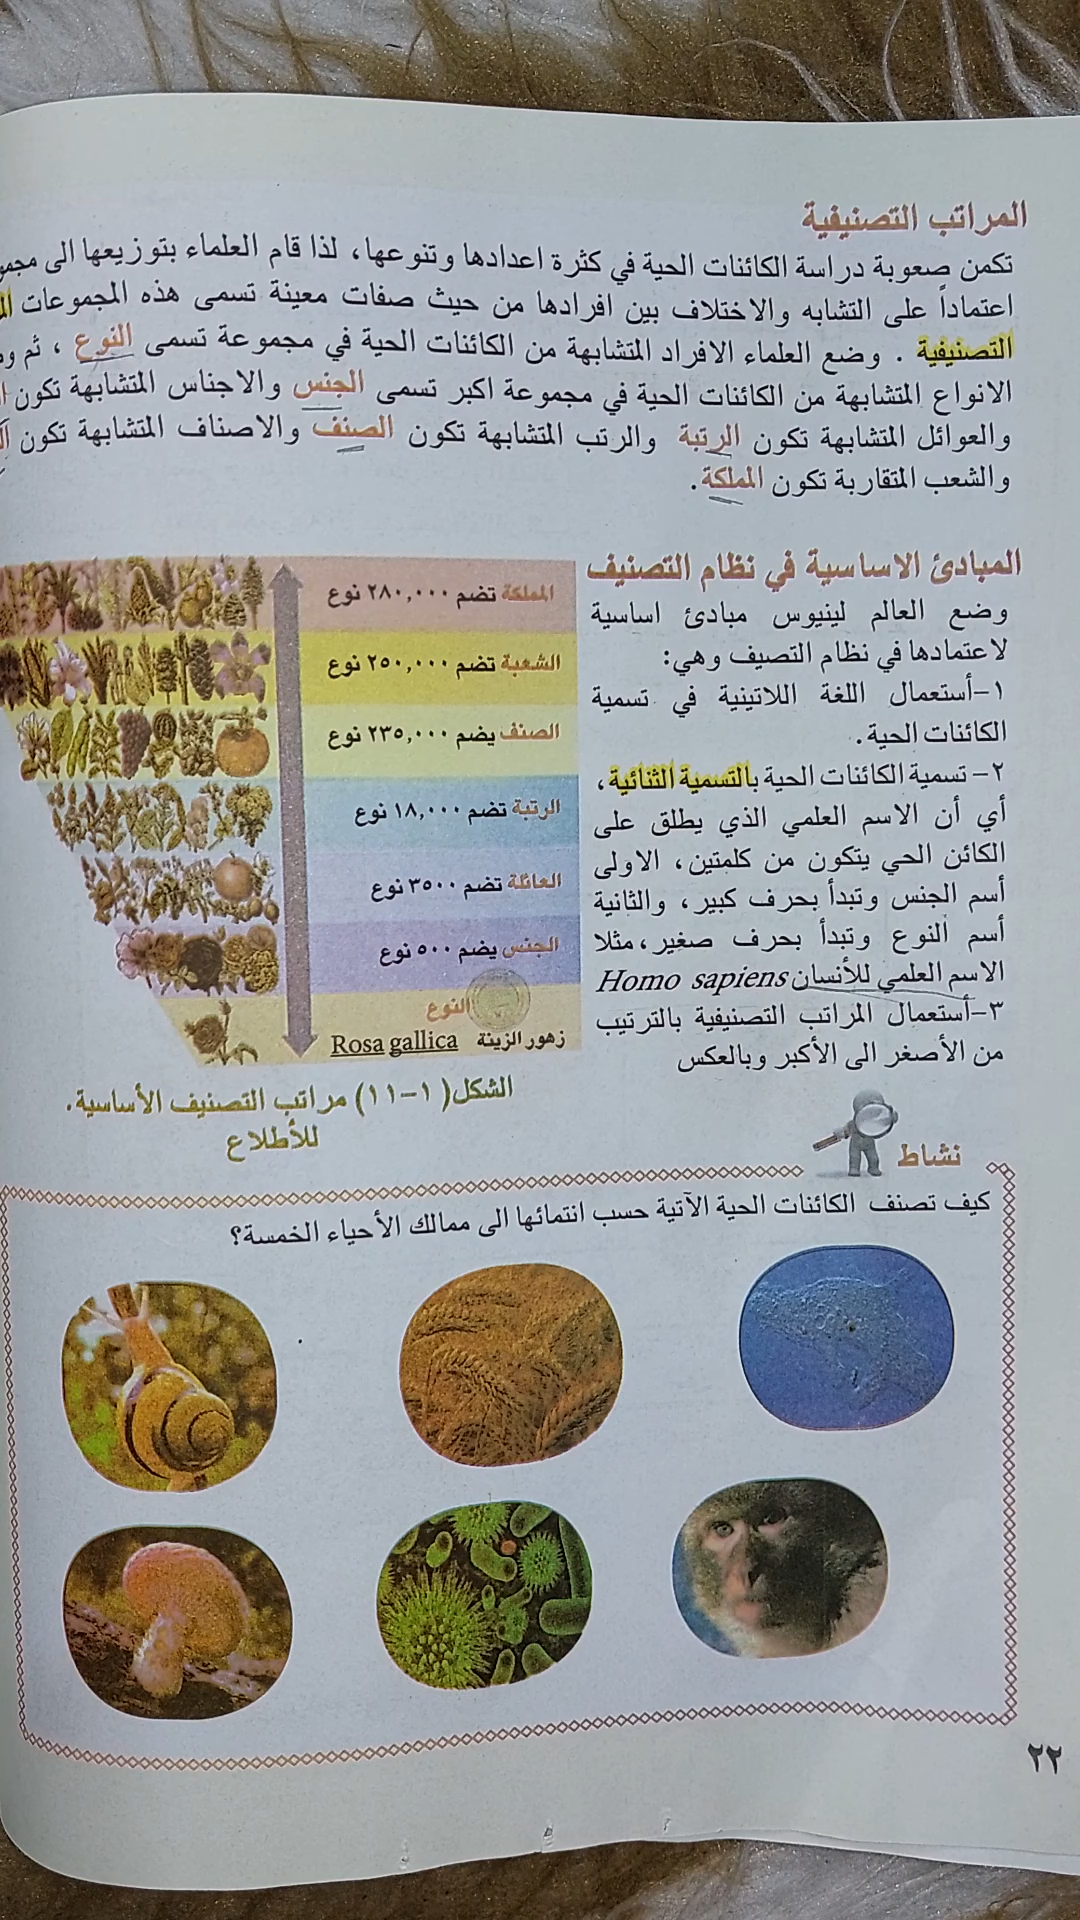 المراتب التصنيفية
تكمن صعوبة دراسة الكائنات الحية في كثرة اعدادها وتنوعها، لذا قام العلماء بتوزيعها الى
اعتماداً على التشابه والاختلاف بين افرادها من حيث صفات معينة تسمى هذه المجموعات
التصنيفية . وضع العلماء الافراد المتشابهة من الكائنات الحية في مجموعة تسمى النوع ، ثم
الانواع المتشابهة من الكائنات الحية في مجموعة اكبر تسمى الجنس والاجناس المتشابهة تكون
والعوائل المتشابهة تكون الرتبة والرتب المتشابهة تكون الصنف والاصناف المتشابهة تكون
والشعب المتقاربة تكون المملكة.
المبادئ الاساسية في نظام التصنيف
وضع العالم لينيوس مبادئ اساسية
لاعتمادها في نظام التصيف وهي:
١-أستعمال اللغة اللاتينية في تسمية
الكائنات الحية.
٢- تسمية الكائنات الحية بالتسمية الثنائية،
أي أن الاسم العلمي الذي يطلق على
الكائن الحي يتكون من كلمتين، الاولى
أسم الجنس وتبدأ بحرف كبير، والثانية
أسم النوع وتبدأ بحرف صغير،مثلا
الاسم العلمي للأنسان Homo sapiens
٣-أستعمال المراتب التصنيفية بالترتيب
من الأصغر الى الأكبر وبالعكس
المملكة تضم ٢٨٠,٠٠٠ نوع
الشعبة تضم ٢٥٠,٠٠٠ نوع
الصنف يضم ٢٣٥,٠٠٠ نوع
الرتبة تضم ١٨,٠٠٠ نوع
العائلة تضم ٣٥٠٠ نوع
الجنس يضم ٥٠٠ نوع
النوع
زهور الزينة Rosa gallica
الشكل( ١-١١) مراتب التصنيف الأساسية.
للأطلاع
نشاط
كيف تصنف الكائنات الحية الآتية حسب انتمائها الى ممالك الأحياء الخمسة؟
٢٢